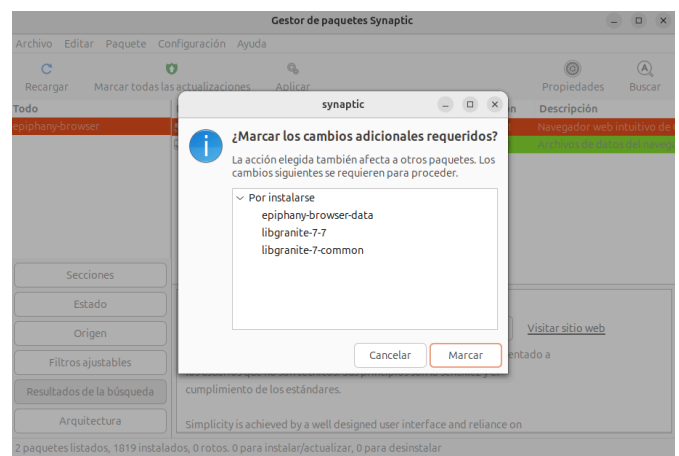 Gestor de paquetes Synaptic
Archivo Editar Paquete Configuración Ayuda
Recargar Marcar todas las actualizaciones Aplicar Propiedades Buscar
Todo Descripción
epiphany-browser Navegador web intuitivo de
Archivos de datos del naveg
synaptic
¿Marcar los cambios adicionales requeridos?
La acción elegida también afecta a otros paquetes. Los
cambios siguientes se requieren para proceder.
Por instalarse
epiphany-browser-data
libgranite-7-7
libgranite-7-common
Cancelar Marcar
Secciones
Estado
Origen
Filtros ajustables
Resultados de la búsqueda
Arquitectura
Visitar sitio web
entado a
cumplimiento de los estándares.
Simplicity is achieved by a well designed user interface and reliance on
2 paquetes listados, 1819 instalados, 0 rotos. 0 para instalar/actualizar, 0 para desinstalar